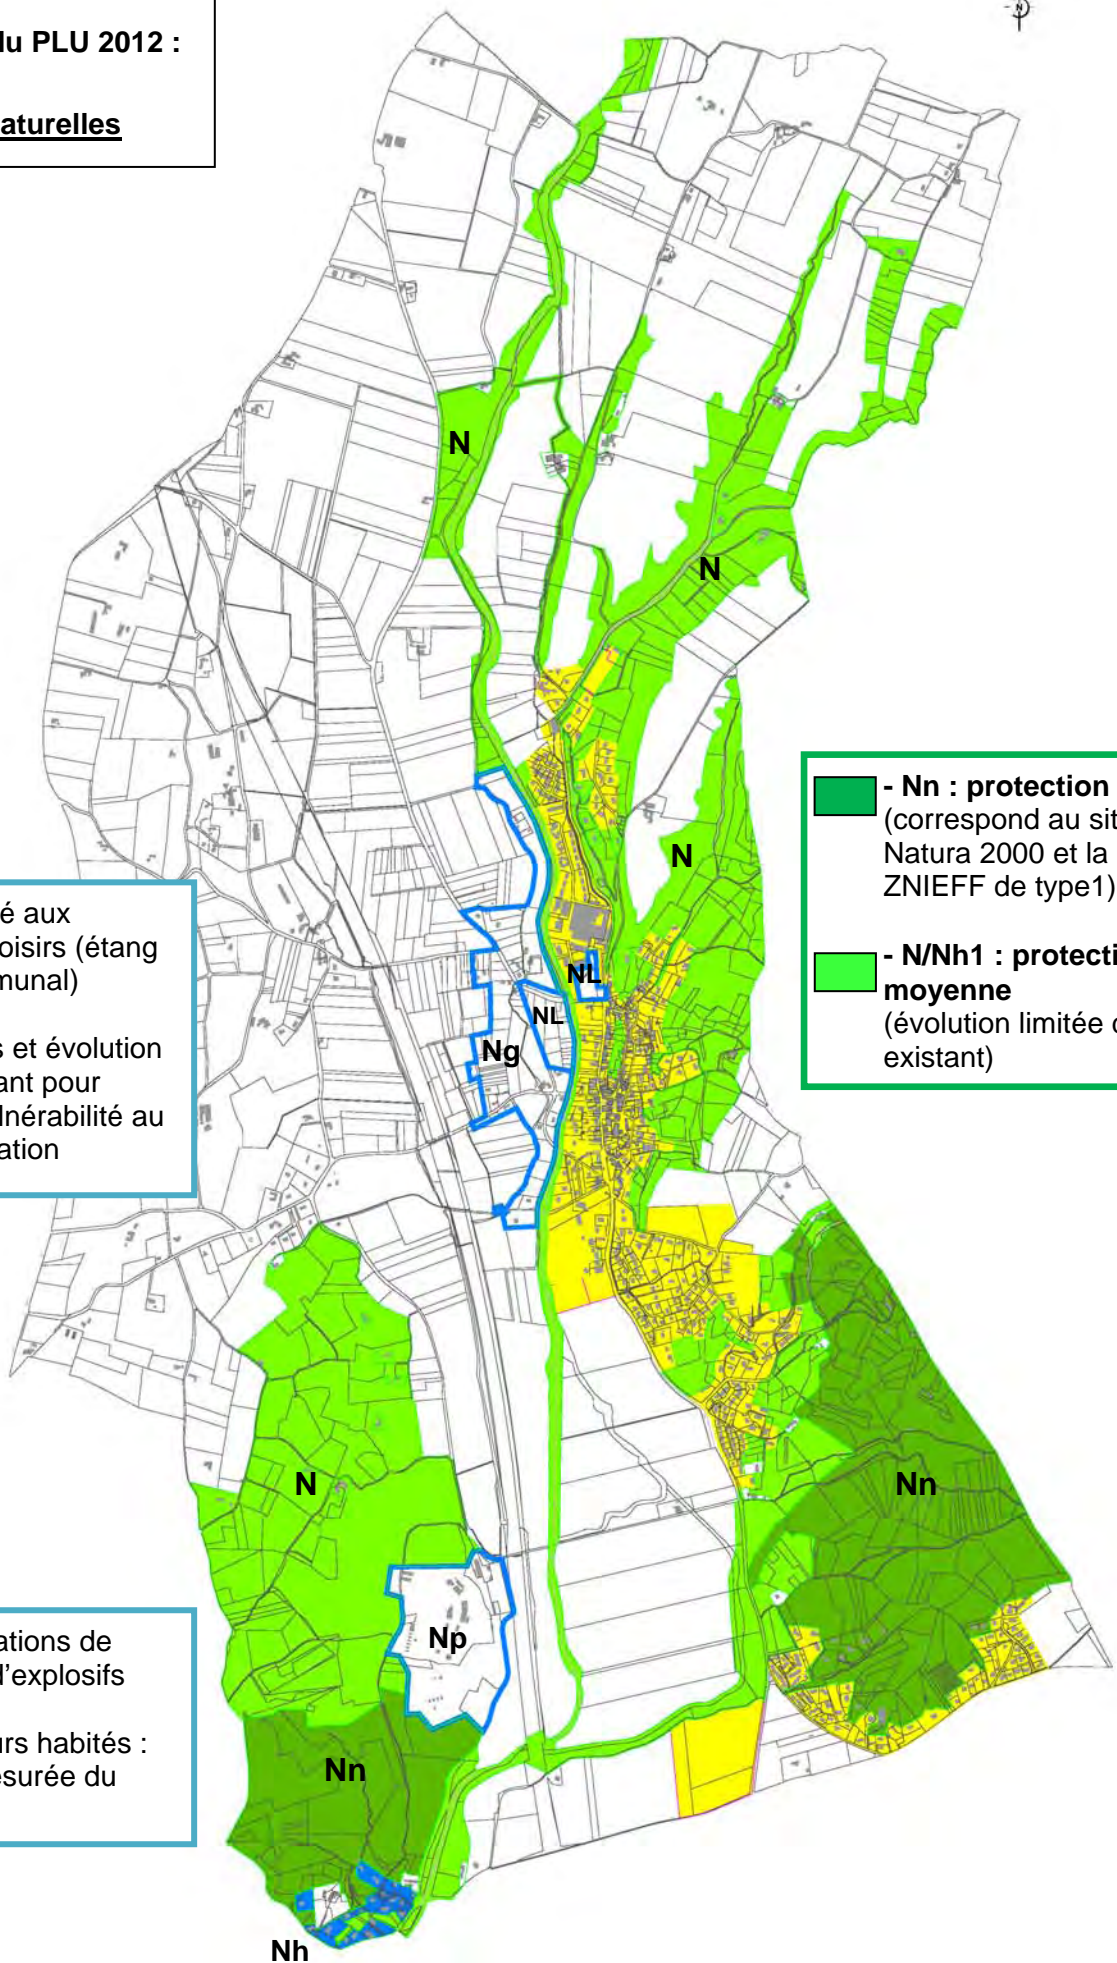 du PLU 2012 :
aturelles
N
N
N
N
- Nn : protection
(correspond au sit
Natura 2000 et la
ZNIEFF de type1)
- N/Nh1 : protecti
moyenne
(évolution limitée
existant)
é aux
oisirs (étang
munal)
s et évolution
ant pour
lnérabilité au
ation
NL
NL
Ng
N
Nn
Np
ations de
d'explosifs
urs habités :
esurée du
Nn
Nh